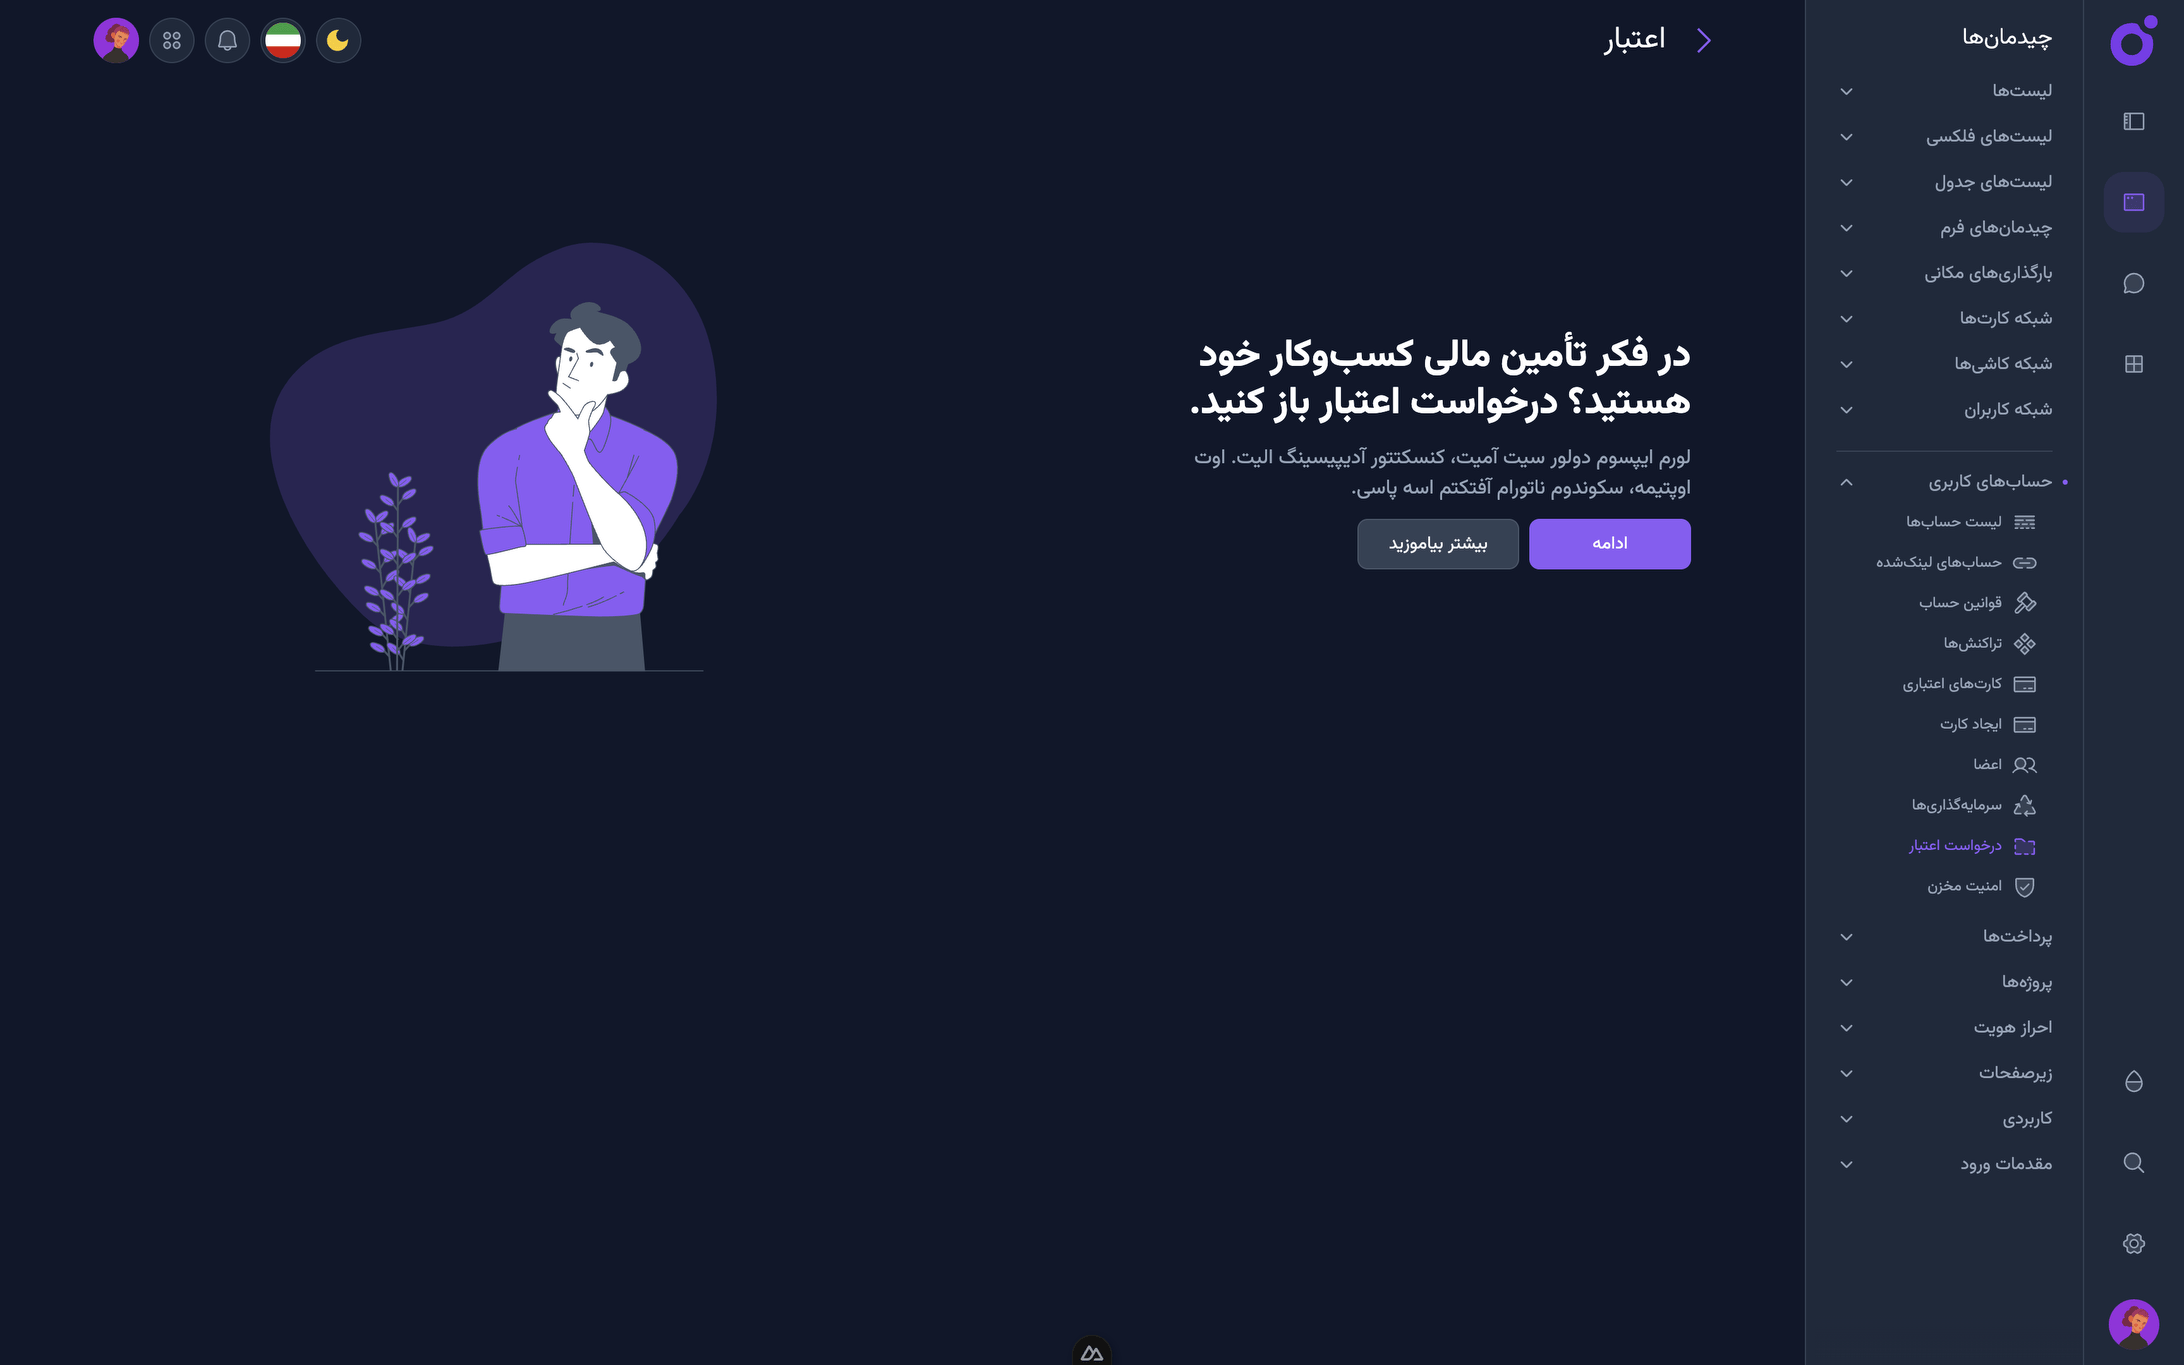 چیدمان‌ها
لیست‌ها
لیست‌های فلکسی
لیست‌های جدول
چیدمان‌های فرم
بارگذاری‌های مکانی
شبکه کارت‌ها
شبکه کاشی‌ها
شبکه کاربران
حساب‌های کاربری
لیست حساب‌ها
حساب‌های لینک‌شده
قوانین حساب
تراکنش‌ها
کارت‌های اعتباری
ایجاد کارت
اعضا
سرمایه‌گذاری‌ها
درخواست اعتبار
امنیت مخزن
پرداخت‌ها
پروژه‌ها
احراز هویت
زیرصفحات
کاربردی
مقدمات ورود
اعتبار
در فکر تأمین مالی کسب‌وکار خود
هستید؟ درخواست اعتبار باز کنید.
لورم ایپسوم دولور سیت آمیت، کنسکتتور آدیپیسینگ الیت. اوت
اوپتیمه، سکوندوم ناتورام آفتکتم اسه پاسی.
ادامه
بیشتر بیاموزید